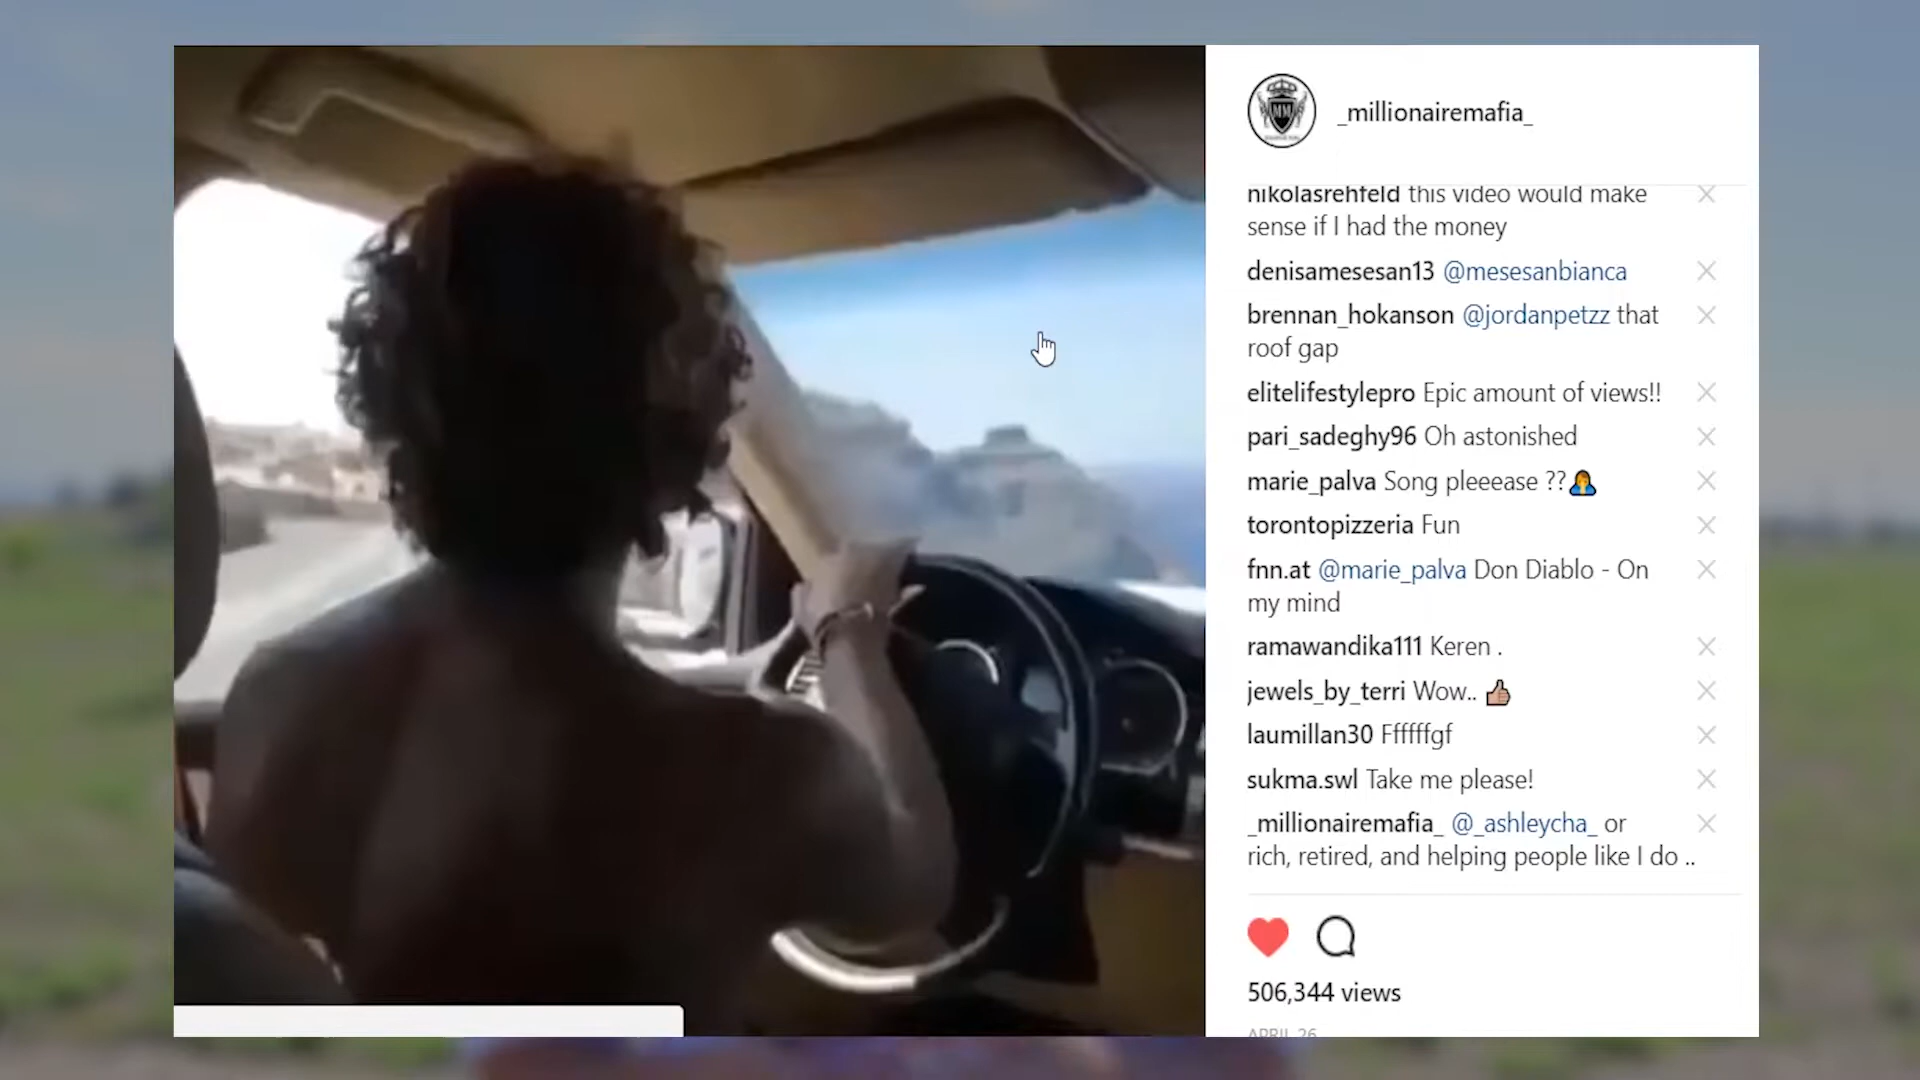 MM
_millionairemafia_
nikolasrehfeld this video would make
sense if I had the money
denisamesesan13 @mesesanbianca
brennan_hokanson @jordanpetzz that
roof gap
elitelifestylepro Epic amount of views!!
pari_sadeghy96 Oh astonished
marie_palva Song pleeease ??🤦‍♂️
torontopizzeria Fun
fnn.at @marie_palva Don Diablo - On
my mind
ramawandika111 Keren .
jewels_by_terri Wow.. 👍🏽
laumillan30 Ffffffgf
sukma.swl Take me please!
_millionairemafia_ @_ashleycha_ or
rich, retired, and helping people like I do ..
506,344 views
APRIL 26